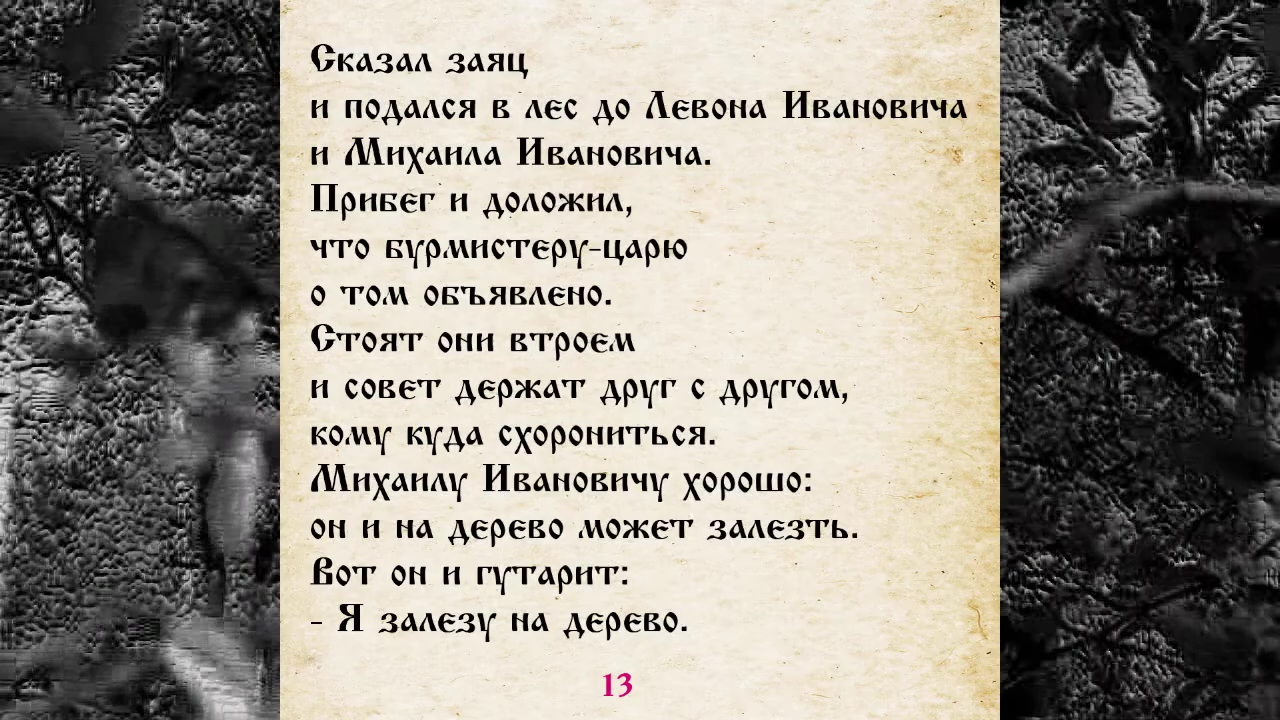 Сказал заяц
и подался в лес до Левона Ивановича
и Михаила Ивановича.
Прибег и доложил,
что бурмистеру-царю
о том объявлено.
Стоят они втроем
и совет держат друг с другом,
кому куда схорониться.
Михаилу Ивановичу хорошо:
он и на дерево может залезть.
Вот он и гутарит:
- Я залезу на дерево.
13